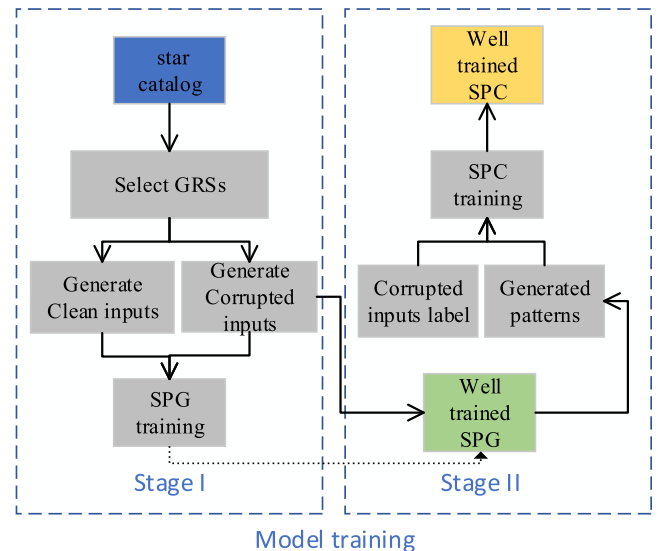 star
catalog
Select GRSs
Generate
Clean inputs
Generate
Corrupted
inputs
SPG
training
Stage I
Well
trained
SPC
SPC
training
Corrupted
inputs label
Generated
patterns
Well
trained
SPG
Stage II
Model training